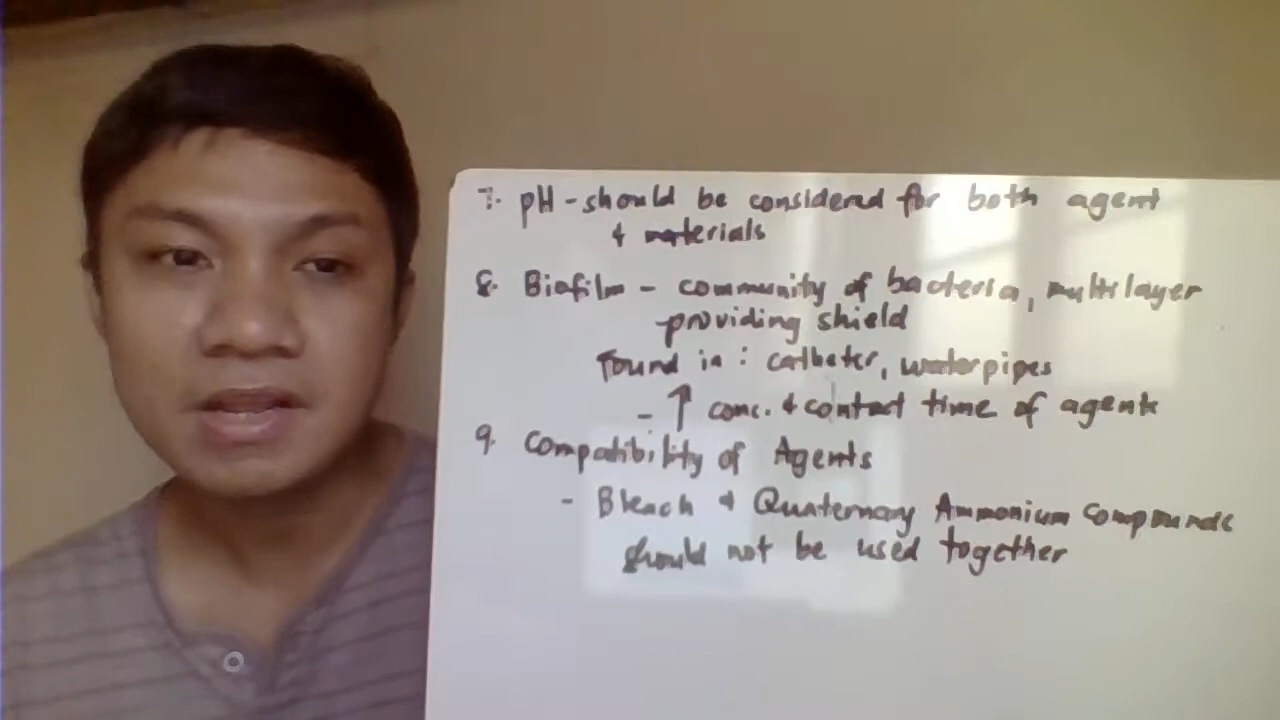 7. pH - should be considered for both agent
& materials
8. Biofilm - community of bacteria, multilayer
providing shield
Found in : catheter, waterpipes
- ↑ conc. & contact time of agents
9. Compatibility of Agents
- Bleach & Quaternary Ammonium Compounds
should not be used together